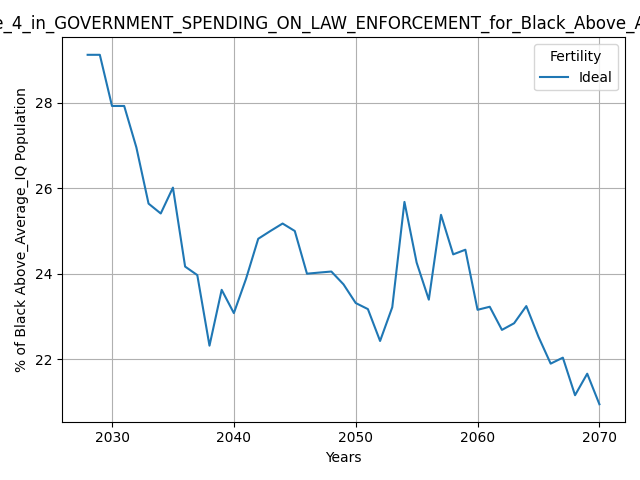 e_4_in_GOVERNMENT_SPENDING_ON_LAW_ENFORCEMENT_for_Black_Above_A
Fertility
Ideal
% of Black Above_Average_IQ Population
28
26
24
22
2030 2040 2050 2060 2070
Years